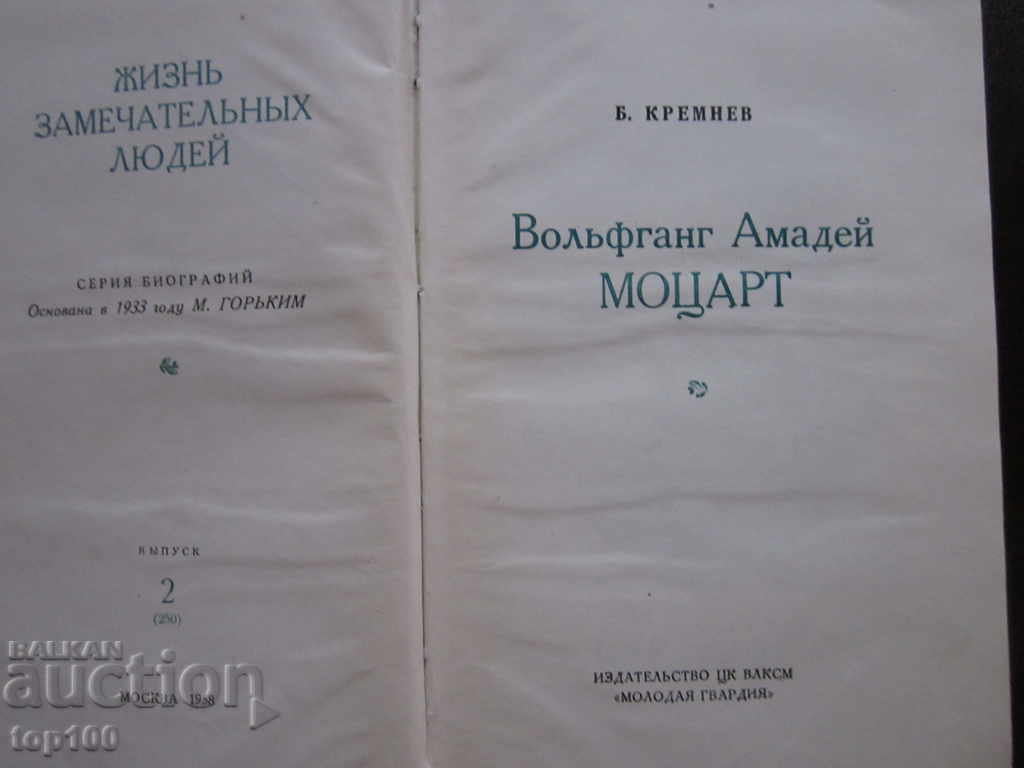 ЖИЗНЬ
ЗАМЕЧАТЕЛЬНЫХ
ЛЮДЕЙ
СЕРИЯ БИОГРАФИЙ
Основана в 1933 году М. ГОРЬКИМ
ВЫПУСК
2
(250)
МОСКВА 1958
BALKAN
auction
top100
Б. КРЕМНЕВ
Вольфганг Амадей
МОЦАРТ
ИЗДАТЕЛЬСТВО ЦК ВЛКСМ
«МОЛОДАЯ ГВАРДИЯ»